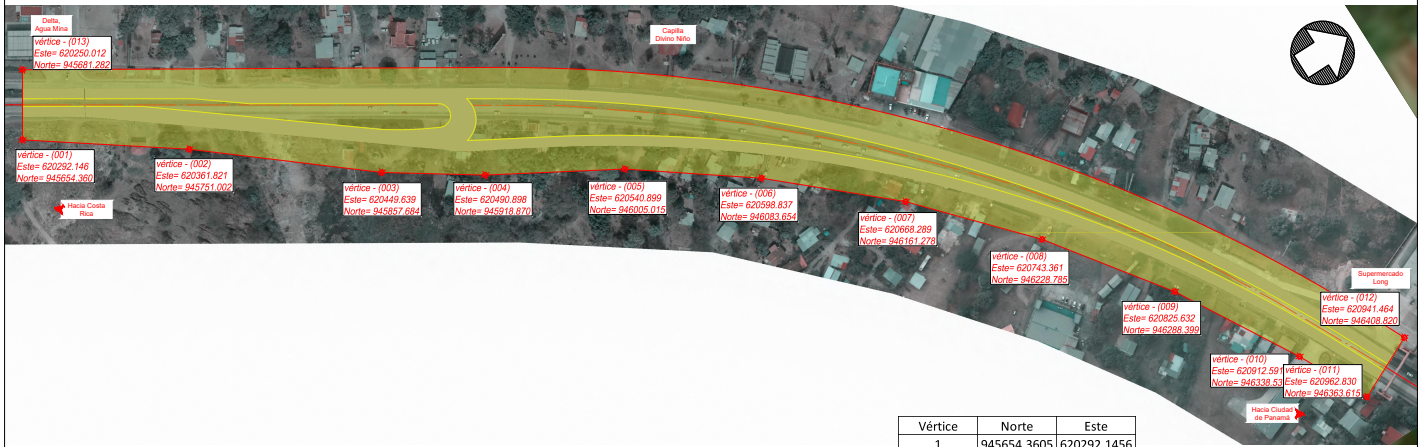 Delta,
Agua Mina
vértice - (013)
Este= 620250.012
Norte= 945681.282
Capilla
Divino Niño
vértice - (001)
Este= 620292.146
Norte= 945654.360
vértice - (002)
Este= 620361.821
Norte= 945751.002
vértice - (003)
Este= 620449.639
Norte= 945857.684
vértice - (004)
Este= 620490.898
Norte= 945918.870
vértice - (005)
Este= 620540.899
Norte= 946005.015
vértice - (006)
Este= 620598.837
Norte= 946083.654
Hacia Costa
Rica
vértice - (007)
Este= 620668.289
Norte= 946161.278
vértice - (008)
Este= 620743.361
Norte= 946228.785
Supermercado
Long
vértice - (012)
Este= 620941.464
Norte= 946408.820
vértice - (009)
Este= 620825.632
Norte= 946288.399
vértice - (010)
Este= 620912.591
Norte= 946338.53
vértice - (011)
Este= 620962.830
Norte= 946363.615
Hacia Ciudad
de Panamá
Vértice Norte Este
1 945654.3605 620292.1456